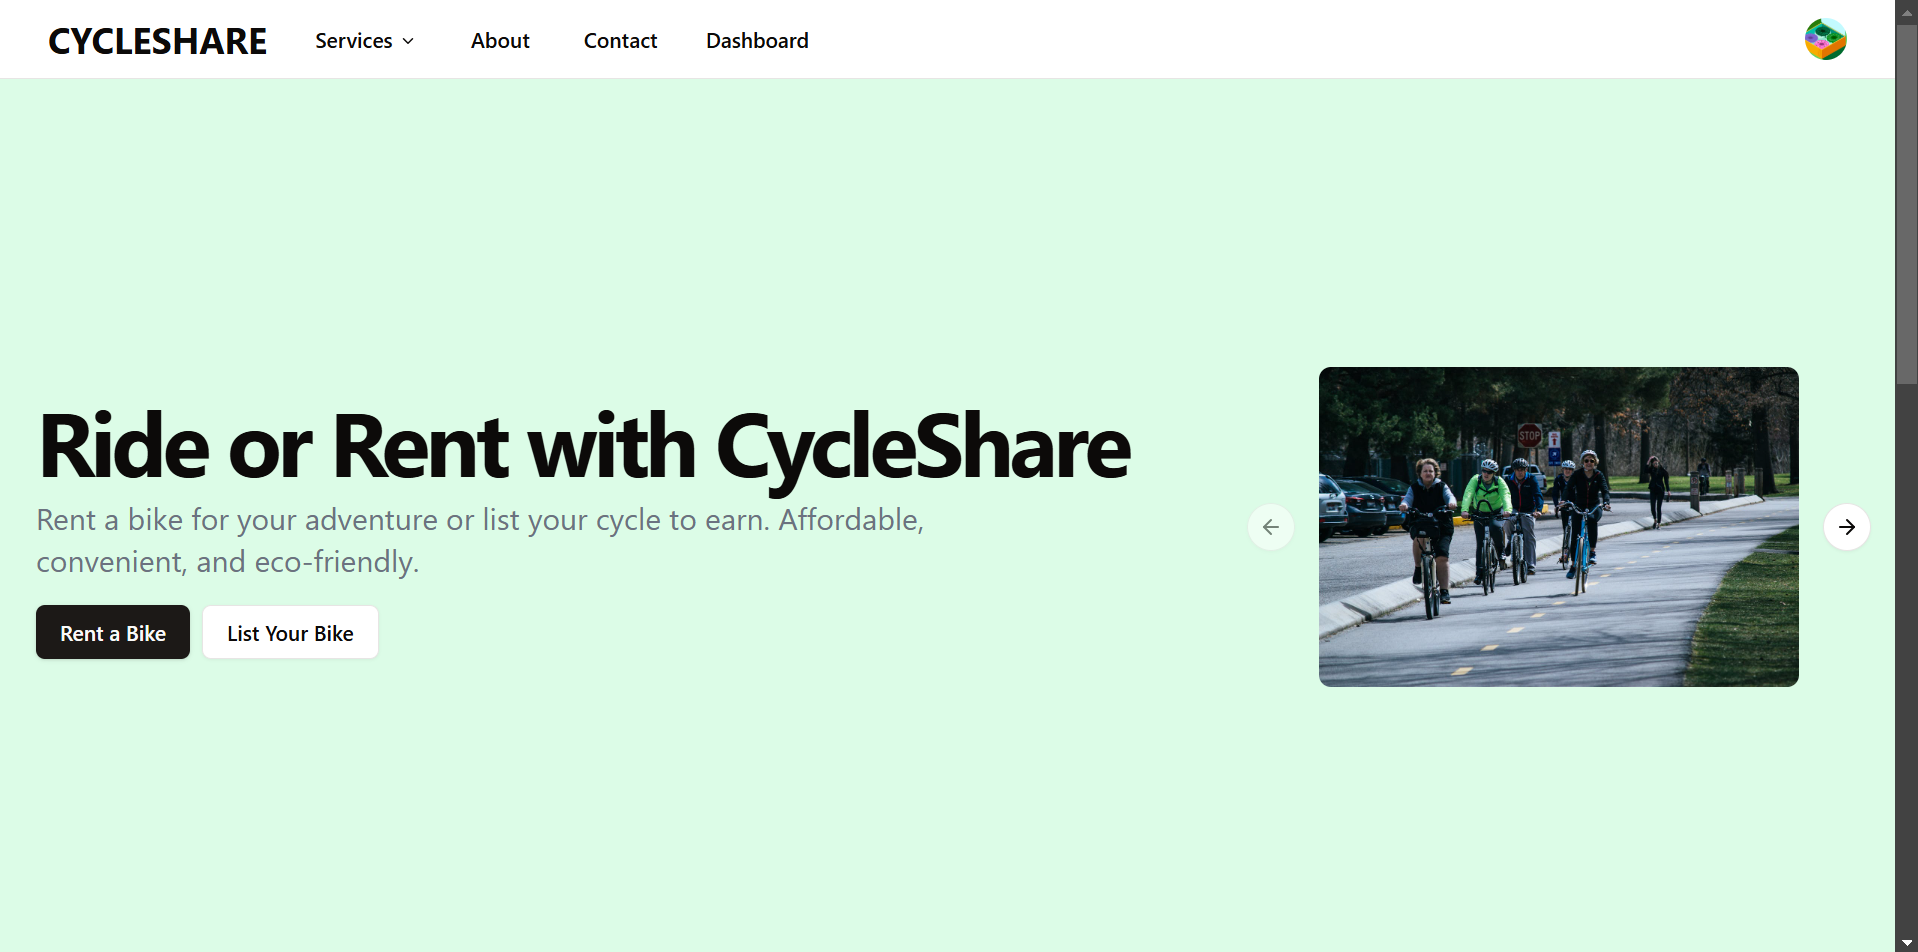 CYCLESHARE
Services
About
Contact
Dashboard
Ride or Rent with CycleShare
Rent a bike for your adventure or list your cycle to earn. Affordable,
convenient, and eco-friendly.
Rent a Bike
List Your Bike
STOP